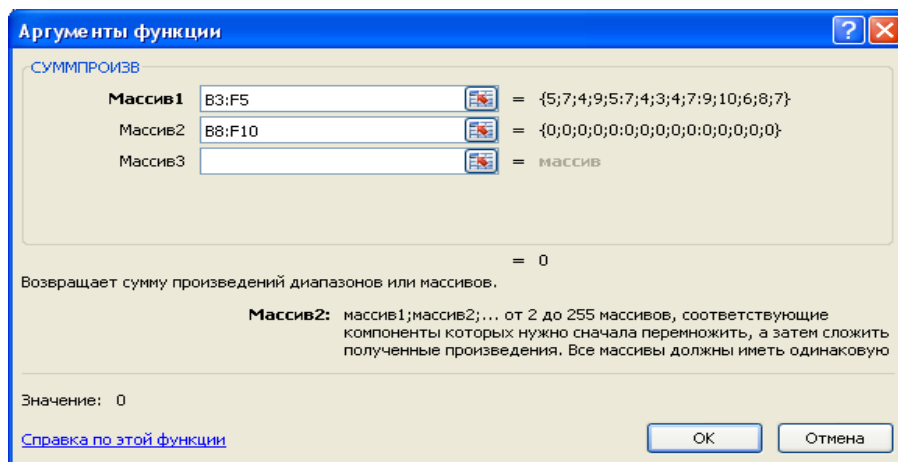 Аргументы функции
СУММПРОИЗВ
Массив1 B3:F5 = {5;7;4;9;5:7;4;3;4;7:9;10;6;8;7}
Массив2 B8:F10 = {0;0;0;0;0:0;0;0;0;0:0;0;0;0;0}
Массив3 = массив
= 0
Возвращает сумму произведений диапазонов или массивов.
Массив2: массив1;массив2;... от 2 до 255 массивов, соответствующие
компоненты которых нужно сначала перемножить, а затем сложить
полученные произведения. Все массивы должны иметь одинаковую
Значение: 0
Справка по этой функции OK Отмена